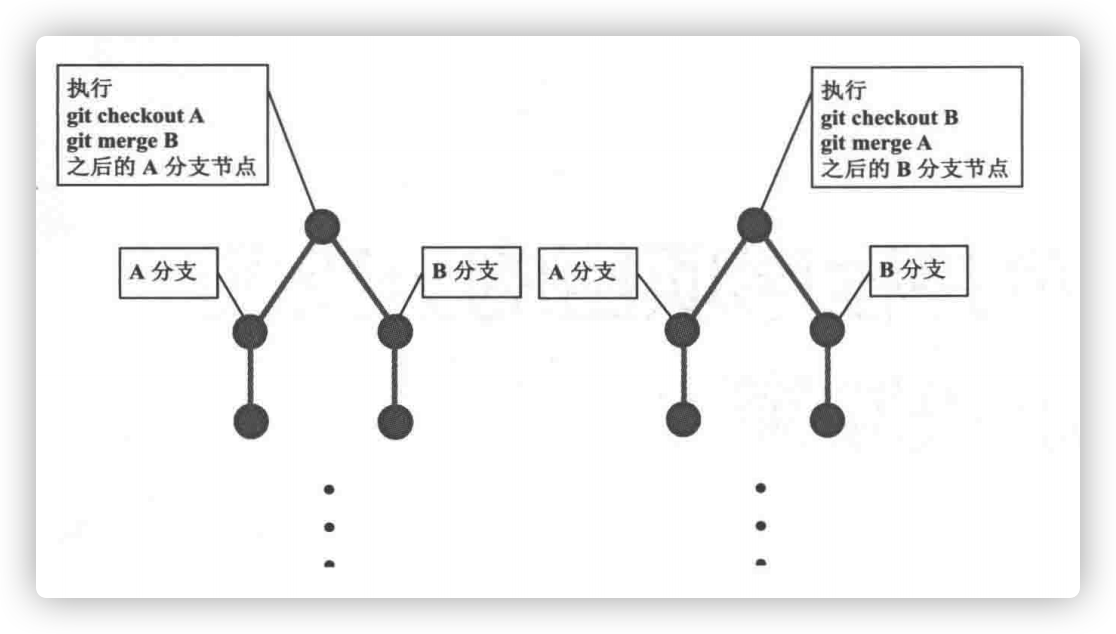 执行
git checkout A
git merge B
之后的 A 分支节点
执行
git checkout B
git merge A
之后的 B 分支节点
A 分支
B 分支
A 分支
B 分支